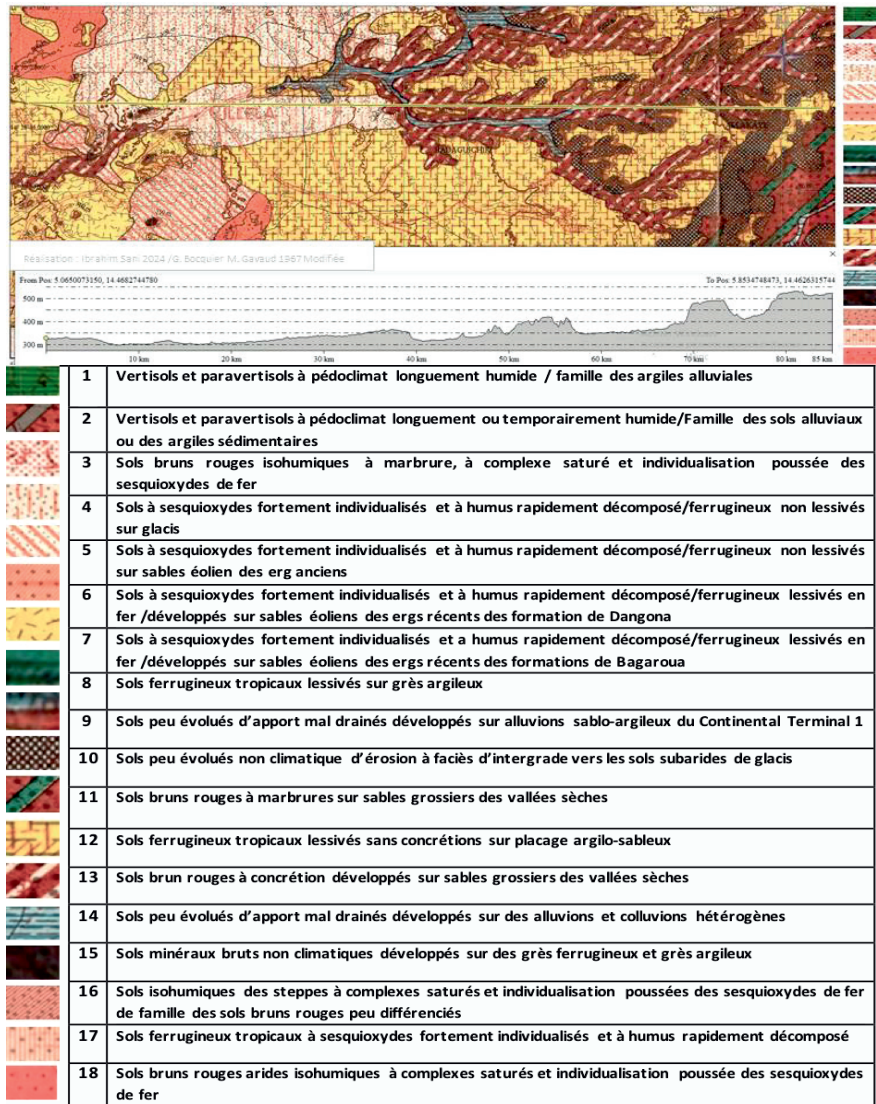 ILLELA
BADAGUICHIRI
ILLAKATE
Réalisation : Ibrahim Sani 2024 /G. Bocquier M. Gavaud 1967 Modifiée
From Pos: 5.0650073150, 14.4682744780 To Pos: 5.8534748473, 14.4626315744
500 m
400 m
300 m
10 km 20 km 30 km 40 km 50 km 60 km 70 km 80 km 85 km
1 Vertisols et paravertisols à pédoclimat longuement humide / famille des argiles alluviales
2 Vertisols et paravertisols à pédoclimat longuement ou temporairement humide/Famille des sols alluviaux
ou des argiles sédimentaires
3 Sols bruns rouges isohumiques à marbrure, à complexe saturé et individualisation poussée des
sesquioxydes de fer
4 Sols à sesquioxydes fortement individualisés et à humus rapidement décomposé/ferrugineux non lessivés
sur glacis
5 Sols à sesquioxydes fortement individualisés et à humus rapidement décomposé/ferrugineux non lessivés
sur sables éolien des erg anciens
6 Sols à sesquioxydes fortement individualisés et à humus rapidement décomposé/ferrugineux lessivés en
fer /développés sur sables éoliens des ergs récents des formation de Dangona
7 Sols à sesquioxydes fortement individualisés et a humus rapidement décomposé/ferrugineux lessivés en
fer /développés sur sables éoliens des ergs récents des formations de Bagaroua
8 Sols ferrugineux tropicaux lessivés sur grès argileux
9 Sols peu évolués d’apport mal drainés développés sur alluvions sablo-argileux du Continental Terminal 1
10 Sols peu évolués non climatique d’érosion à faciès d’intergrade vers les sols subarides de glacis
11 Sols bruns rouges à marbrures sur sables grossiers des vallées sèches
12 Sols ferrugineux tropicaux lessivés sans concrétions sur placage argilo-sableux
13 Sols brun rouges à concrétion développés sur sables grossiers des vallées sèches
14 Sols peu évolués d’apport mal drainés développés sur des alluvions et colluvions hétérogènes
15 Sols minéraux bruts non climatiques développés sur des grès ferrugineux et grès argileux
16 Sols isohumiques des steppes à complexes saturés et individualisation poussées des sesquioxydes de fer
de famille des sols bruns rouges peu différenciés
17 Sols ferrugineux tropicaux à sesquioxydes fortement individualisés et à humus rapidement décomposé
18 Sols bruns rouges arides isohumiques à complexes saturés et individualisation poussée des sesquioxydes
de fer